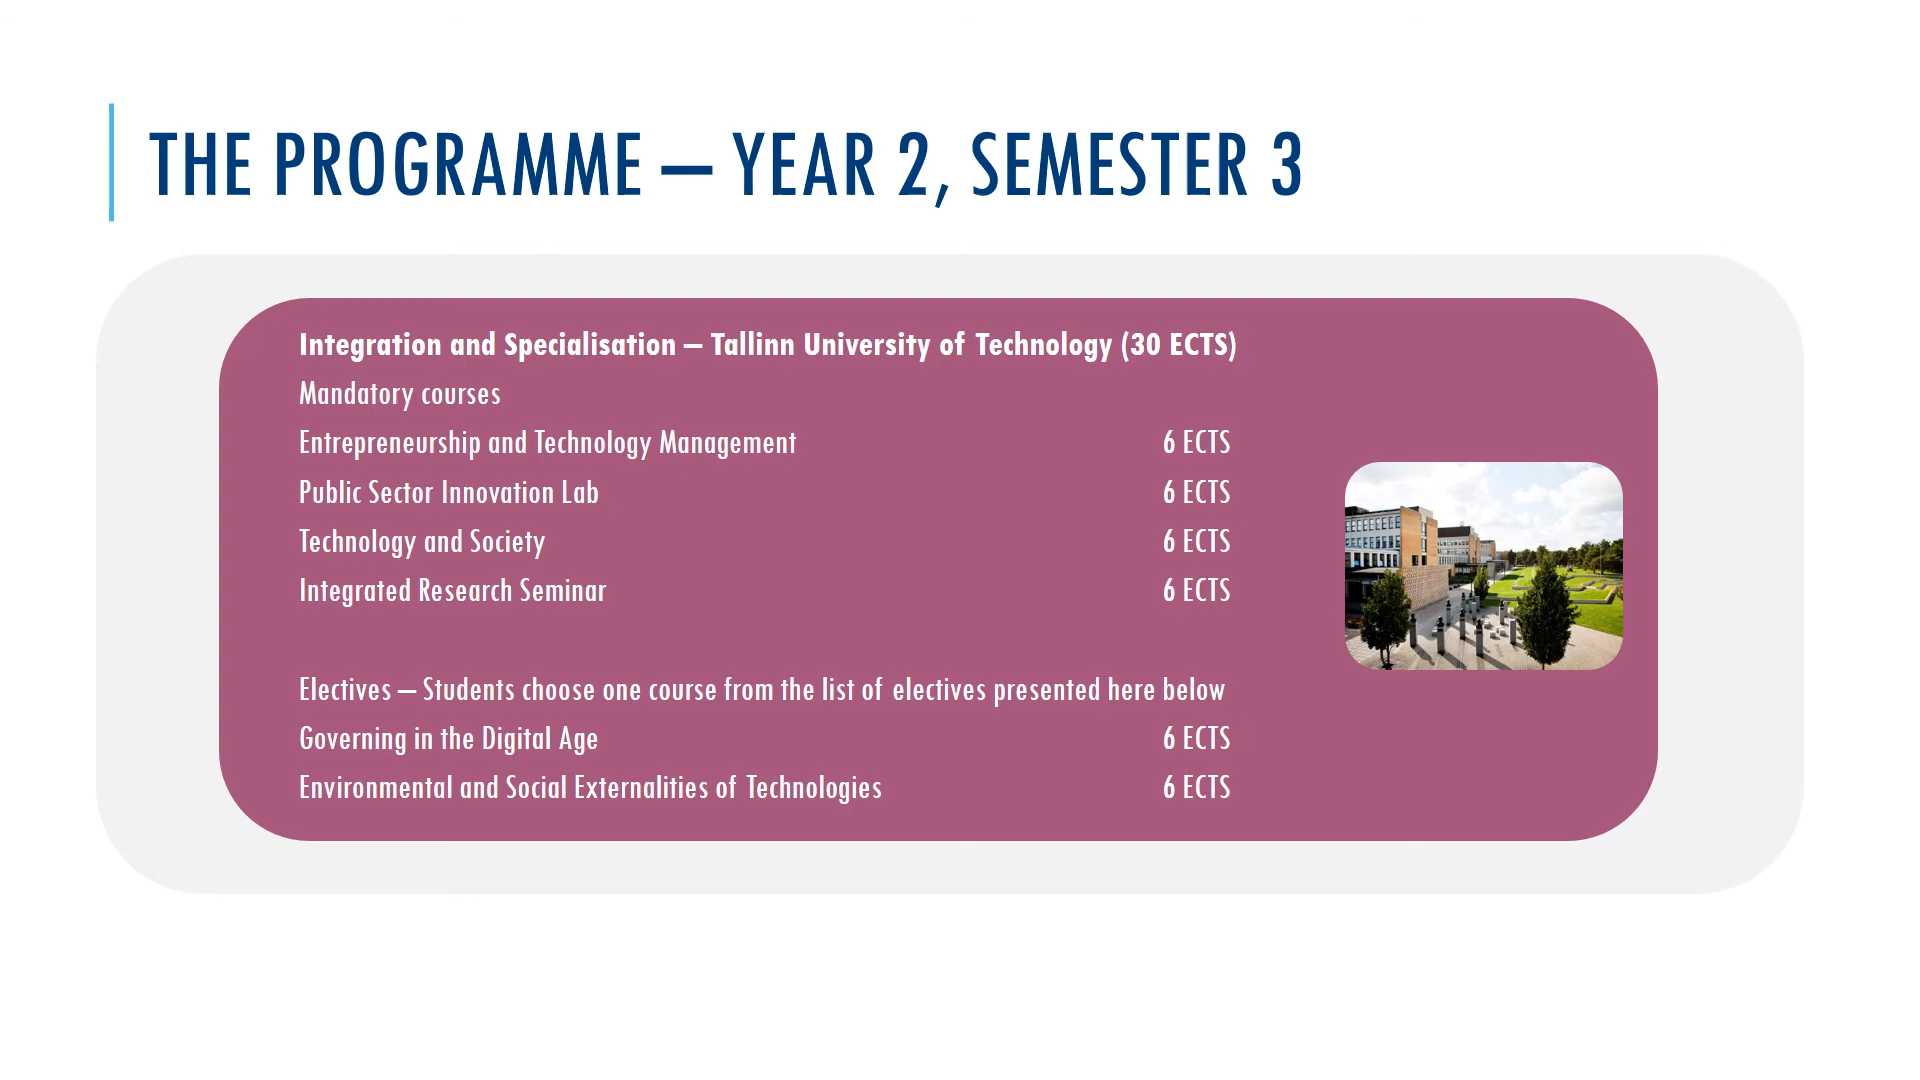 THE PROGRAMME – YEAR 2, SEMESTER 3
Integration and Specialisation – Tallinn University of Technology (30 ECTS)
Mandatory courses
Entrepreneurship and Technology Management 6 ECTS
Public Sector Innovation Lab 6 ECTS
Technology and Society 6 ECTS
Integrated Research Seminar 6 ECTS
Electives – Students choose one course from the list of electives presented here below
Governing in the Digital Age 6 ECTS
Environmental and Social Externalities of Technologies 6 ECTS